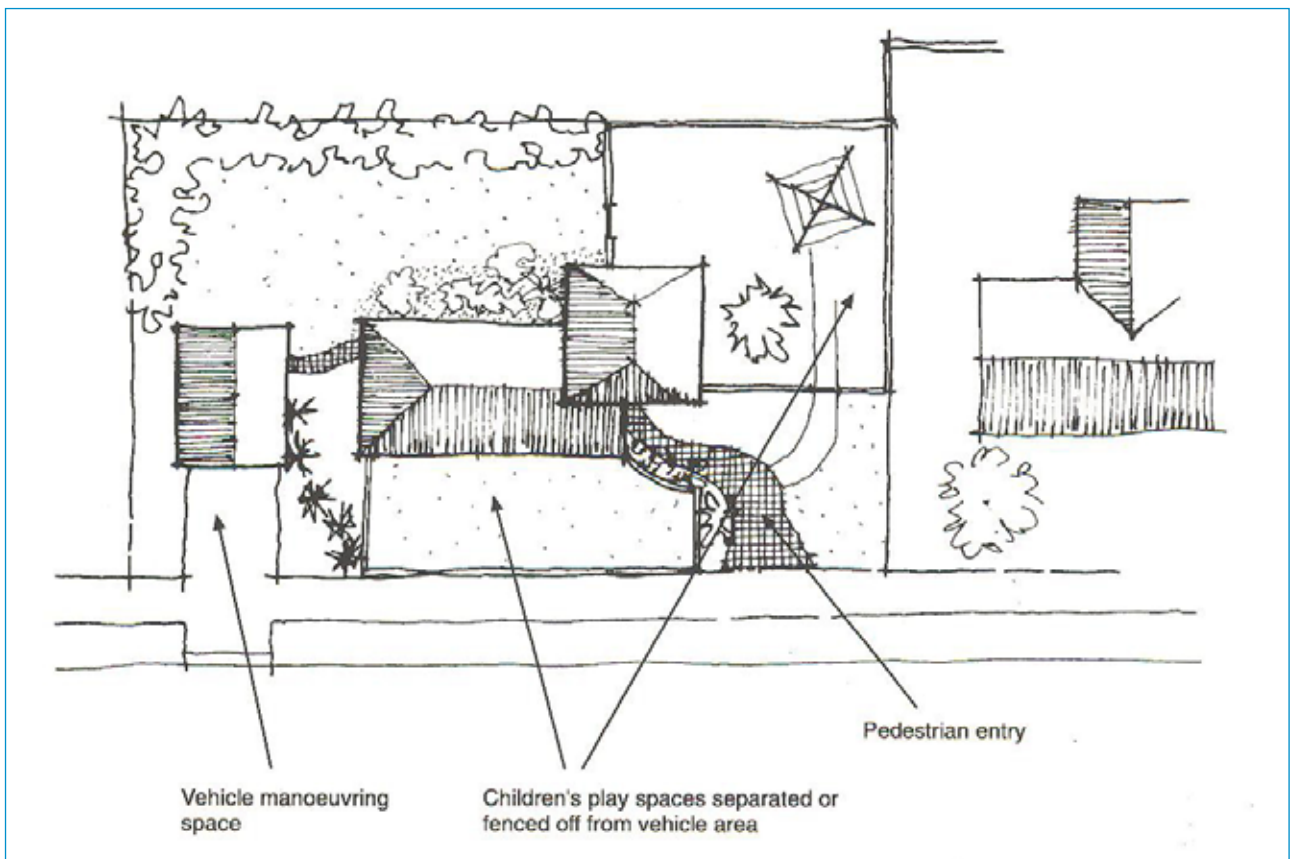 Pedestrian entry
Vehicle manoeuvring
space
Children's play spaces separated or
fenced off from vehicle area